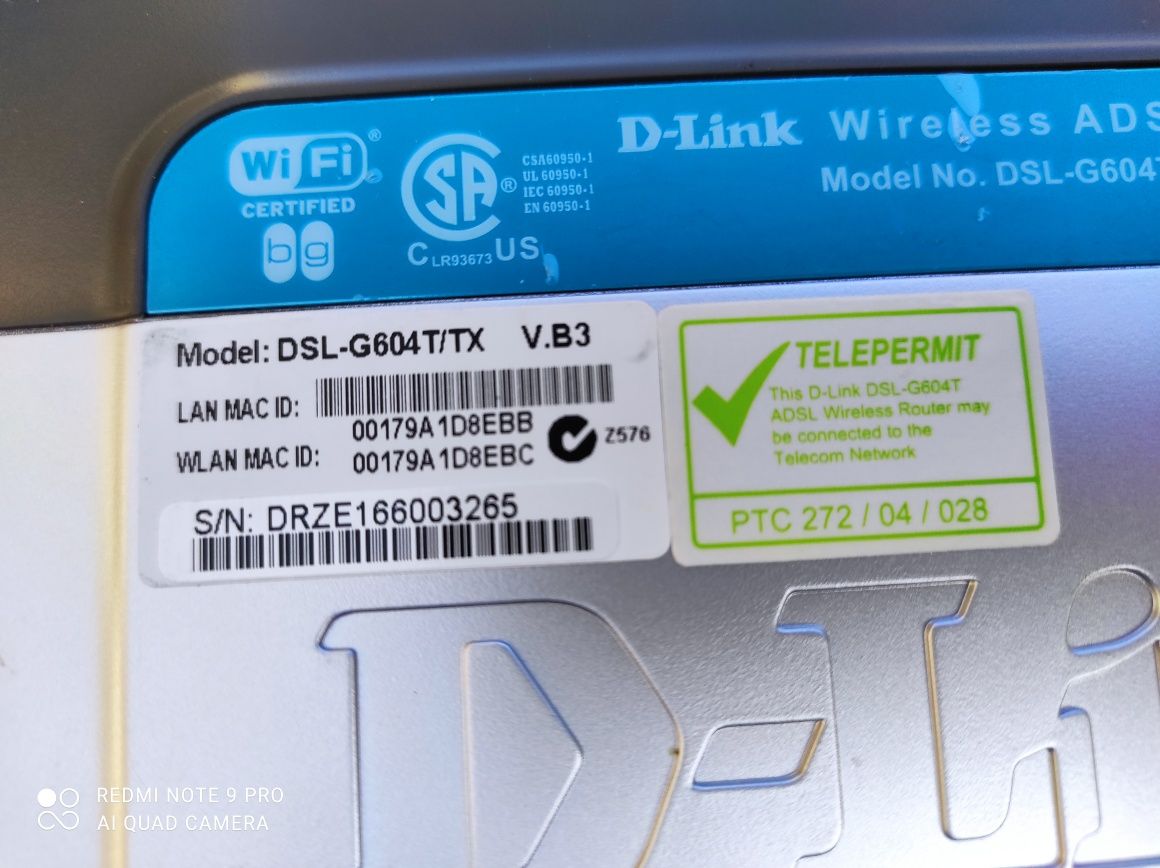 WiFi®
CERTIFIED
b g
SA®
C LR93673 US
CSA60950-1
UL 60950-1
IEC 60950-1
EN 60950-1
D-Link Wireless ADS
Model No. DSL-G604T
Model: DSL-G604T/TX V.B3
LAN MAC ID:
00179A1D8EBB
WLAN MAC ID: 00179A1D8EBC
Z576
S/N: DRZE166003265
TELEPERMIT
This D-Link DSL-G604T
ADSL Wireless Router may
be connected to the
Telecom Network
PTC 272 / 04 / 028
D-Li
REDMI NOTE 9 PRO
AI QUAD CAMERA